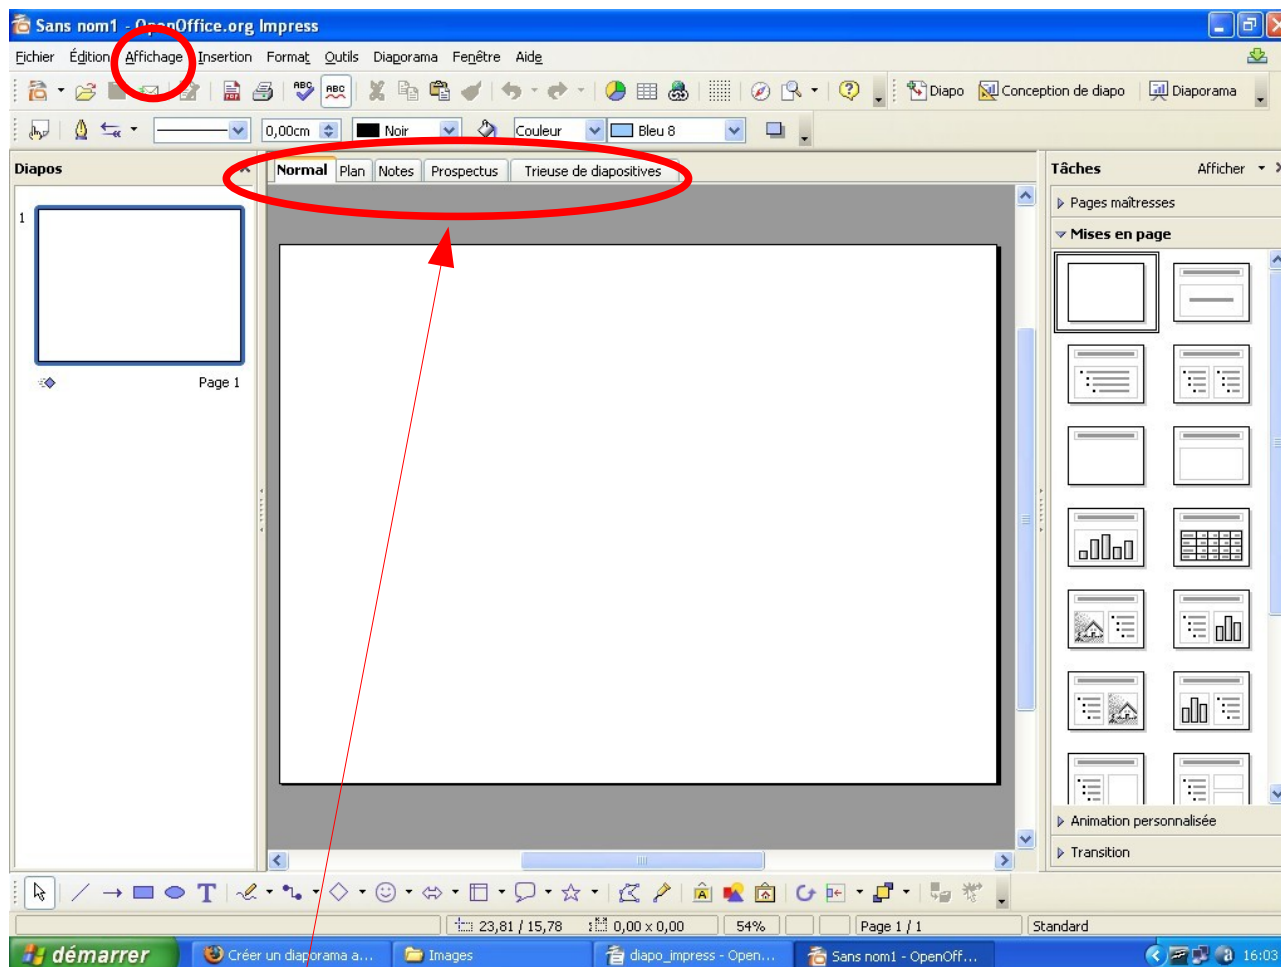 Sans nom1 - OpenOffice.org Impress
Fichier Édition Affichage Insertion Format Outils Diaporama Fenêtre Aide
PDF ABC ABC Diapo Conception de diapo Diaporama
0,00cm Noir Couleur Bleu 8
Diapos
Normal Plan Notes Prospectus Trieuse de diapositives
Tâches Afficher
Pages maîtresses
Mises en page
1
Page 1
Animation personnalisée
Transition
T A
23,81 / 15,78 0,00 x 0,00 54% Page 1 / 1 Standard
démarrer Créer un diaporama a... Images diapo_impress - Open... Sans nom1 - OpenOff... 16:03